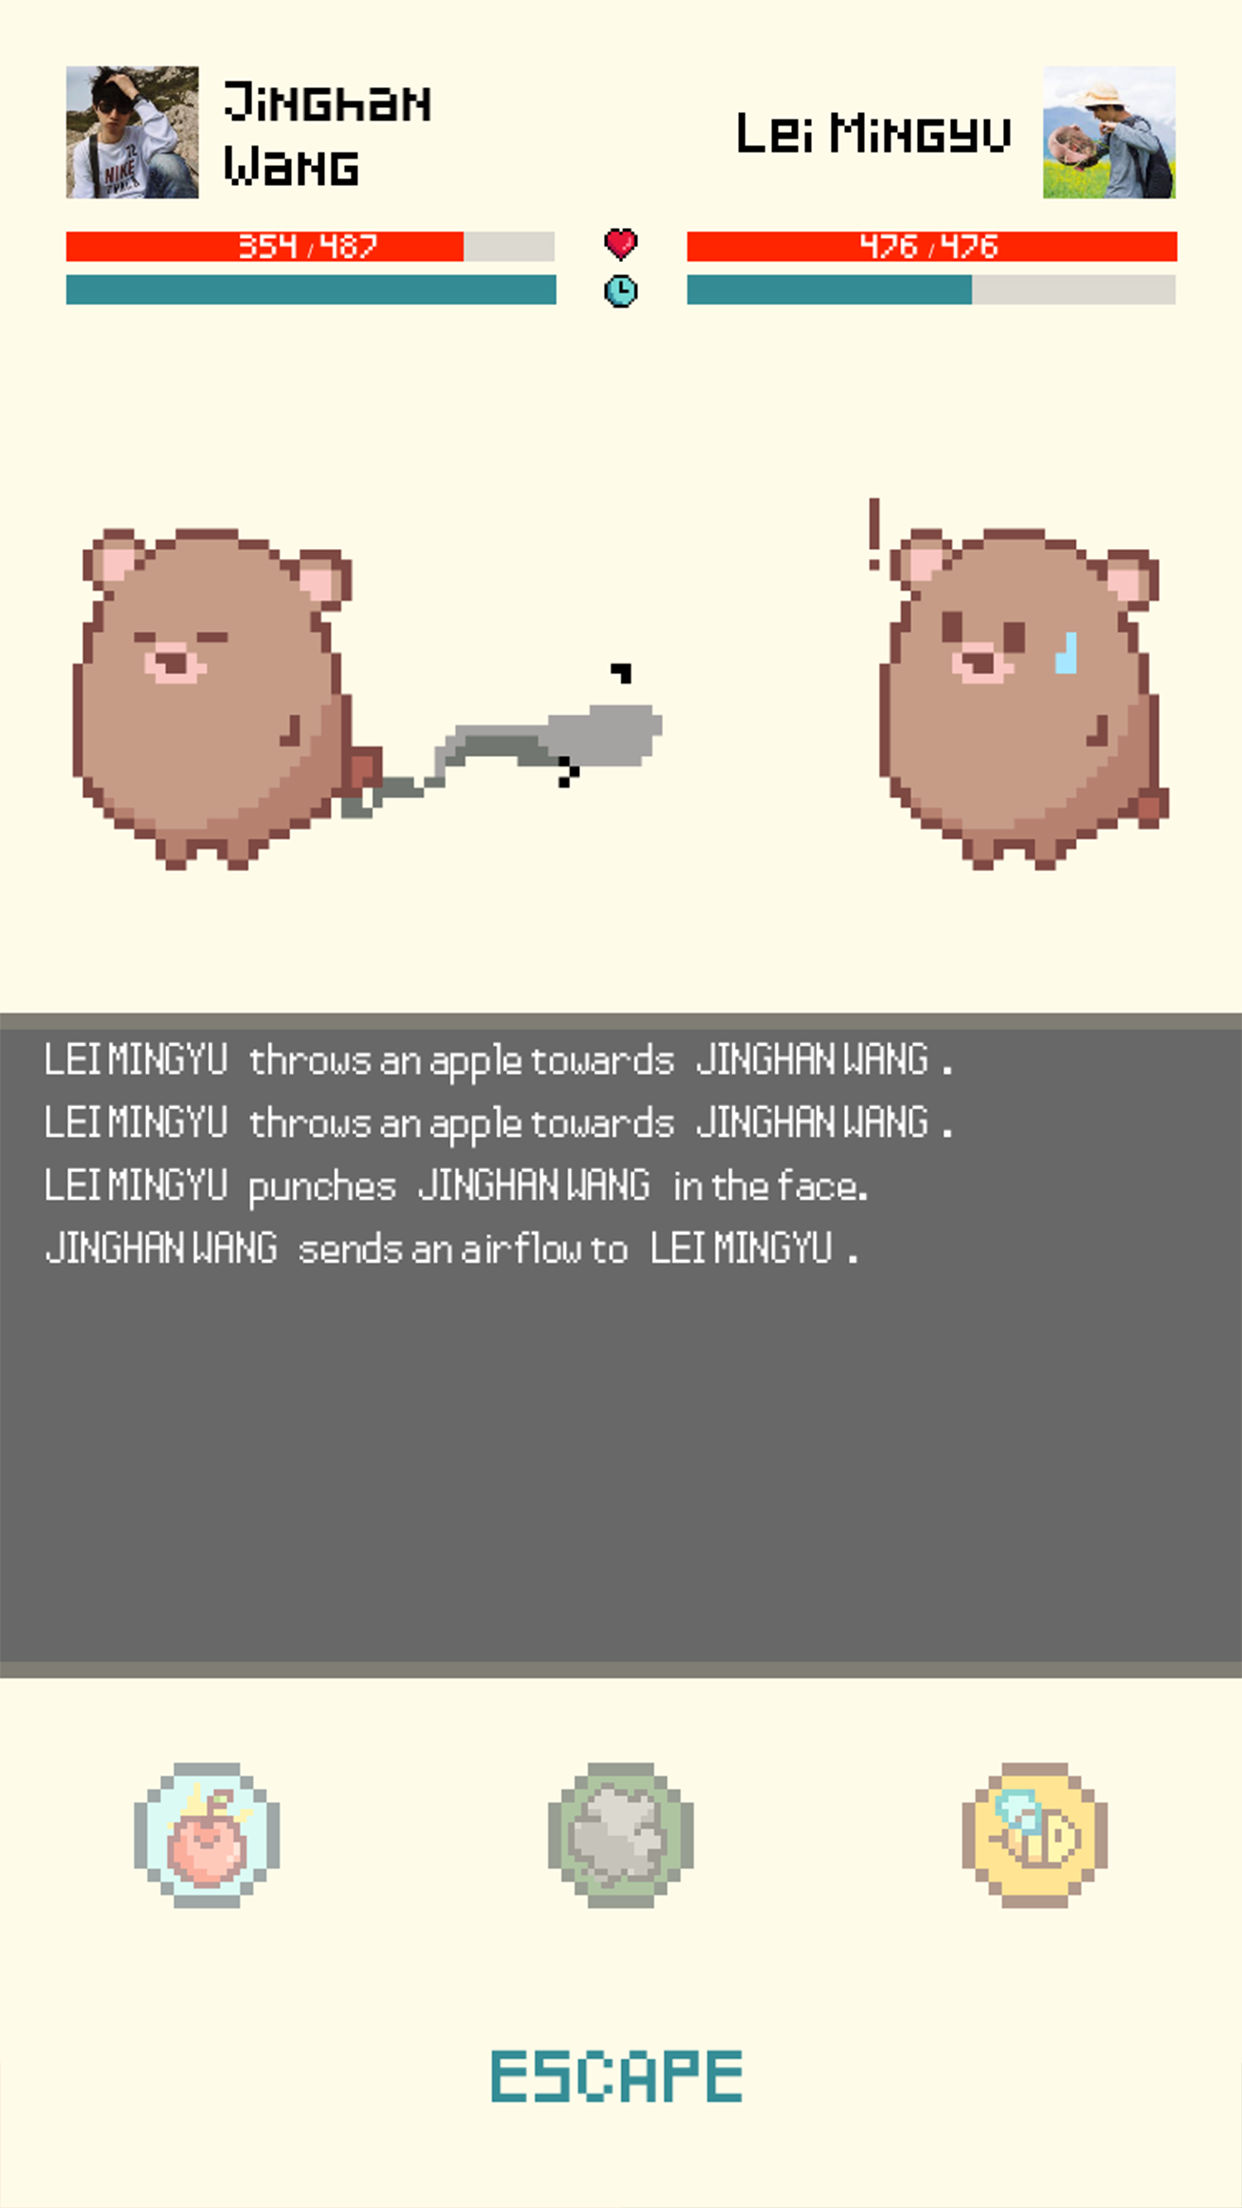 JiNGhaN
WaNG
Lei MiNGyU
NIKE
354 / 487
476 / 476
!
LEI MINGYU throws an apple towards JINGHAN WANG .
LEI MINGYU throws an apple towards JINGHAN WANG .
LEI MINGYU punches JINGHAN WANG in the face.
JINGHAN WANG sends an airflow to LEI MINGYU .
ESCAPE